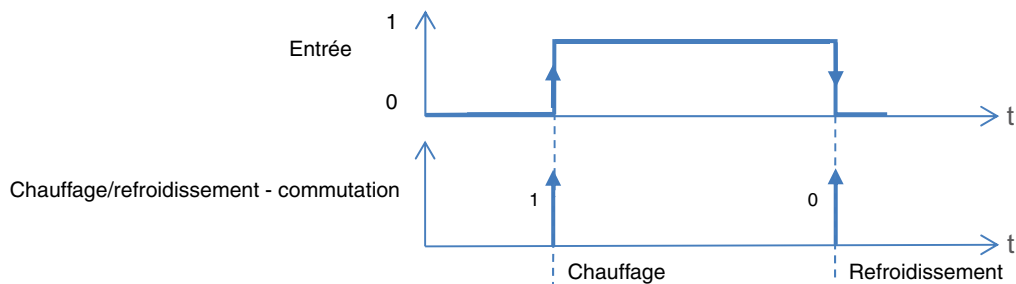 1
Entrée
0
t
Chauffage/refroidissement - commutation
1
0
t
Chauffage
Refroidissement